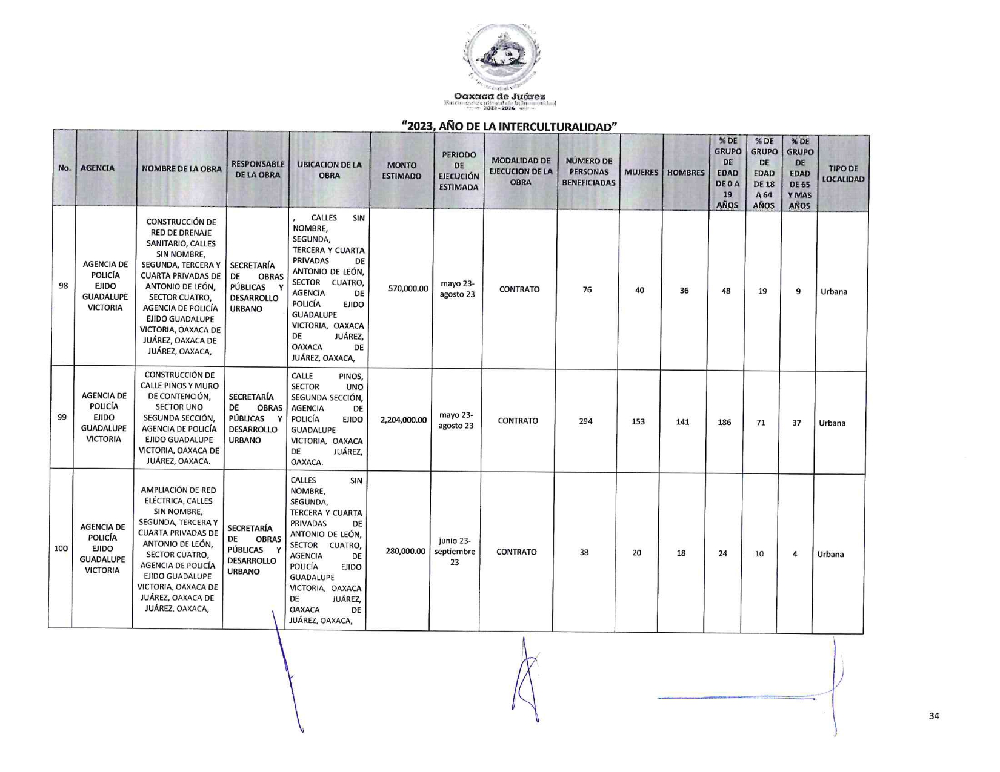 Oaxaca de Juárez
Patrimonio cultural de la humanidad
2022 - 2024
“2023, AÑO DE LA INTERCULTURALIDAD”
No.
AGENCIA
NOMBRE DE LA OBRA
RESPONSABLE
DE LA OBRA
UBICACION DE LA
OBRA
MONTO
ESTIMADO
PERIODO
DE
EJECUCIÓN
ESTIMADA
MODALIDAD DE
EJECUCION DE LA
OBRA
NÚMERO DE
PERSONAS
BENEFICIADAS
MUJERES
HOMBRES
% DE
GRUPO
DE
EDAD
DE 0 A
19
AÑOS
% DE
GRUPO
DE
EDAD
DE 18
A 64
AÑOS
% DE
GRUPO
DE
EDAD
DE 65
Y MAS
AÑOS
TIPO DE
LOCALIDAD
98
AGENCIA DE
POLICÍA
EJIDO
GUADALUPE
VICTORIA
CONSTRUCCIÓN DE
RED DE DRENAJE
SANITARIO, CALLES
SIN NOMBRE,
SEGUNDA, TERCERA Y
CUARTA PRIVADAS DE
ANTONIO DE LEÓN,
SECTOR CUATRO,
AGENCIA DE POLICÍA
EJIDO GUADALUPE
VICTORIA, OAXACA DE
JUÁREZ, OAXACA DE
JUÁREZ, OAXACA,
SECRETARÍA
DE OBRAS
PÚBLICAS Y
DESARROLLO
URBANO
, CALLES SIN
NOMBRE,
SEGUNDA,
TERCERA Y CUARTA
PRIVADAS DE
ANTONIO DE LEÓN,
SECTOR CUATRO,
AGENCIA DE
POLICÍA EJIDO
GUADALUPE
VICTORIA, OAXACA
DE JUÁREZ,
OAXACA DE
JUÁREZ, OAXACA,
570,000.00
mayo 23-
agosto 23
CONTRATO
76
40
36
48
19
9
Urbana
99
AGENCIA DE
POLICÍA
EJIDO
GUADALUPE
VICTORIA
CONSTRUCCIÓN DE
CALLE PINOS Y MURO
DE CONTENCIÓN,
SECTOR UNO
SEGUNDA SECCIÓN,
AGENCIA DE POLICÍA
EJIDO GUADALUPE
VICTORIA, OAXACA DE
JUÁREZ, OAXACA.
SECRETARÍA
DE OBRAS
PÚBLICAS Y
DESARROLLO
URBANO
CALLE PINOS,
SECTOR UNO
SEGUNDA SECCIÓN,
AGENCIA DE
POLICÍA EJIDO
GUADALUPE
VICTORIA, OAXACA
DE JUÁREZ,
OAXACA.
2,204,000.00
mayo 23-
agosto 23
CONTRATO
294
153
141
186
71
37
Urbana
100
AGENCIA DE
POLICÍA
EJIDO
GUADALUPE
VICTORIA
AMPLIACIÓN DE RED
ELÉCTRICA, CALLES
SIN NOMBRE,
SEGUNDA, TERCERA Y
CUARTA PRIVADAS DE
ANTONIO DE LEÓN,
SECTOR CUATRO,
AGENCIA DE POLICÍA
EJIDO GUADALUPE
VICTORIA, OAXACA DE
JUÁREZ, OAXACA DE
JUÁREZ, OAXACA,
SECRETARÍA
DE OBRAS
PÚBLICAS Y
DESARROLLO
URBANO
CALLES SIN
NOMBRE,
SEGUNDA,
TERCERA Y CUARTA
PRIVADAS DE
ANTONIO DE LEÓN,
SECTOR CUATRO,
AGENCIA DE
POLICÍA EJIDO
GUADALUPE
VICTORIA, OAXACA
DE JUÁREZ,
OAXACA DE
JUÁREZ, OAXACA,
280,000.00
junio 23-
septiembre
23
CONTRATO
38
20
18
24
10
4
Urbana
34